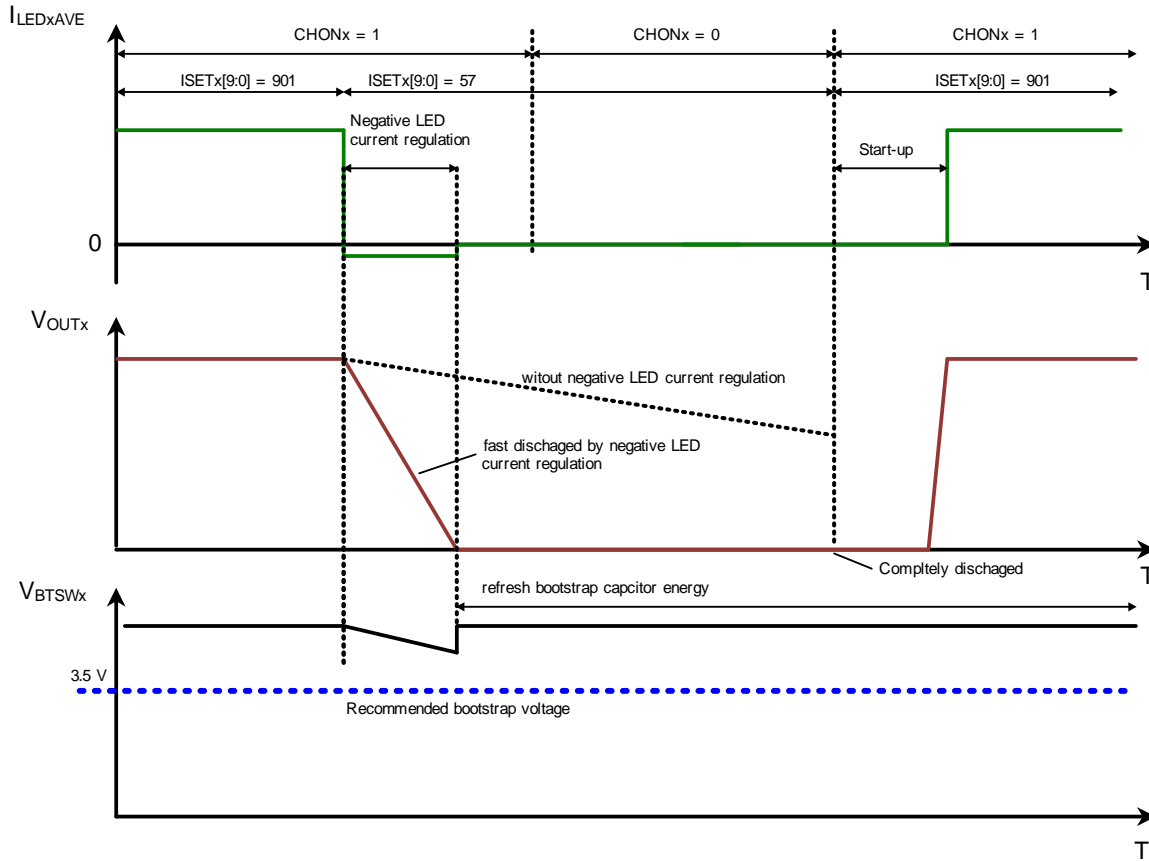 ILEDxAVE
CHONx = 1
CHONx = 0
CHONx = 1
ISETx[9:0] = 901
ISETx[9:0] = 57
ISETx[9:0] = 901
Negative LED
current regulation
Start-up
0
T
VOUTx
witout negative LED current regulation
fast dischaged by negative LED
current regulation
Compltely dischaged
T
VBTSWx
refresh bootstrap capcitor energy
3.5 V
Recommended bootstrap voltage
T